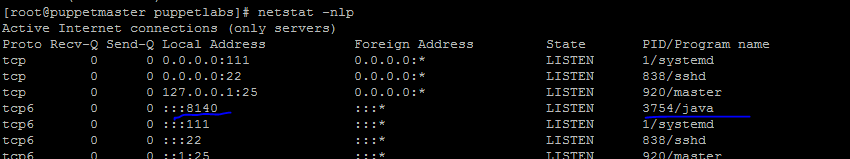 [root@puppetmaster puppetlabs]# netstat -nlp
Active Internet connections (only servers)
Proto Recv-Q Send-Q Local Address           Foreign Address         State       PID/Program name
tcp        0      0 0.0.0.0:111             0.0.0.0:*               LISTEN      1/systemd
tcp        0      0 0.0.0.0:22              0.0.0.0:*               LISTEN      838/sshd
tcp        0      0 127.0.0.1:25            0.0.0.0:*               LISTEN      920/master
tcp6       0      0 :::8140                 :::*                    LISTEN      3754/java
tcp6       0      0 :::111                  :::*                    LISTEN      1/systemd
tcp6       0      0 :::22                   :::*                    LISTEN      838/sshd
tcp6       0      0 ::1:25                  :::*                    LISTEN      920/master